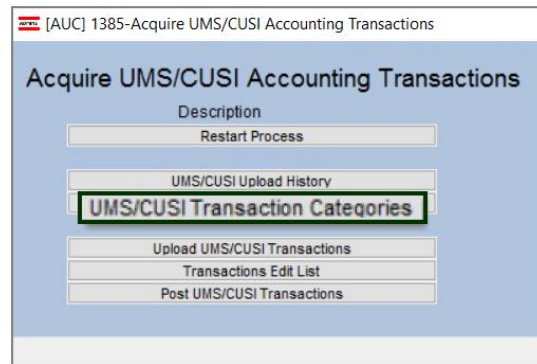 [AUC] 1385-Acquire UMS/CUSI Accounting Transactions
Acquire UMS/CUSI Accounting Transactions
Description
Restart Process
UMS/CUSI Upload History
UMS/CUSI Transaction Categories
Upload UMS/CUSI Transactions
Transactions Edit List
Post UMS/CUSI Transactions